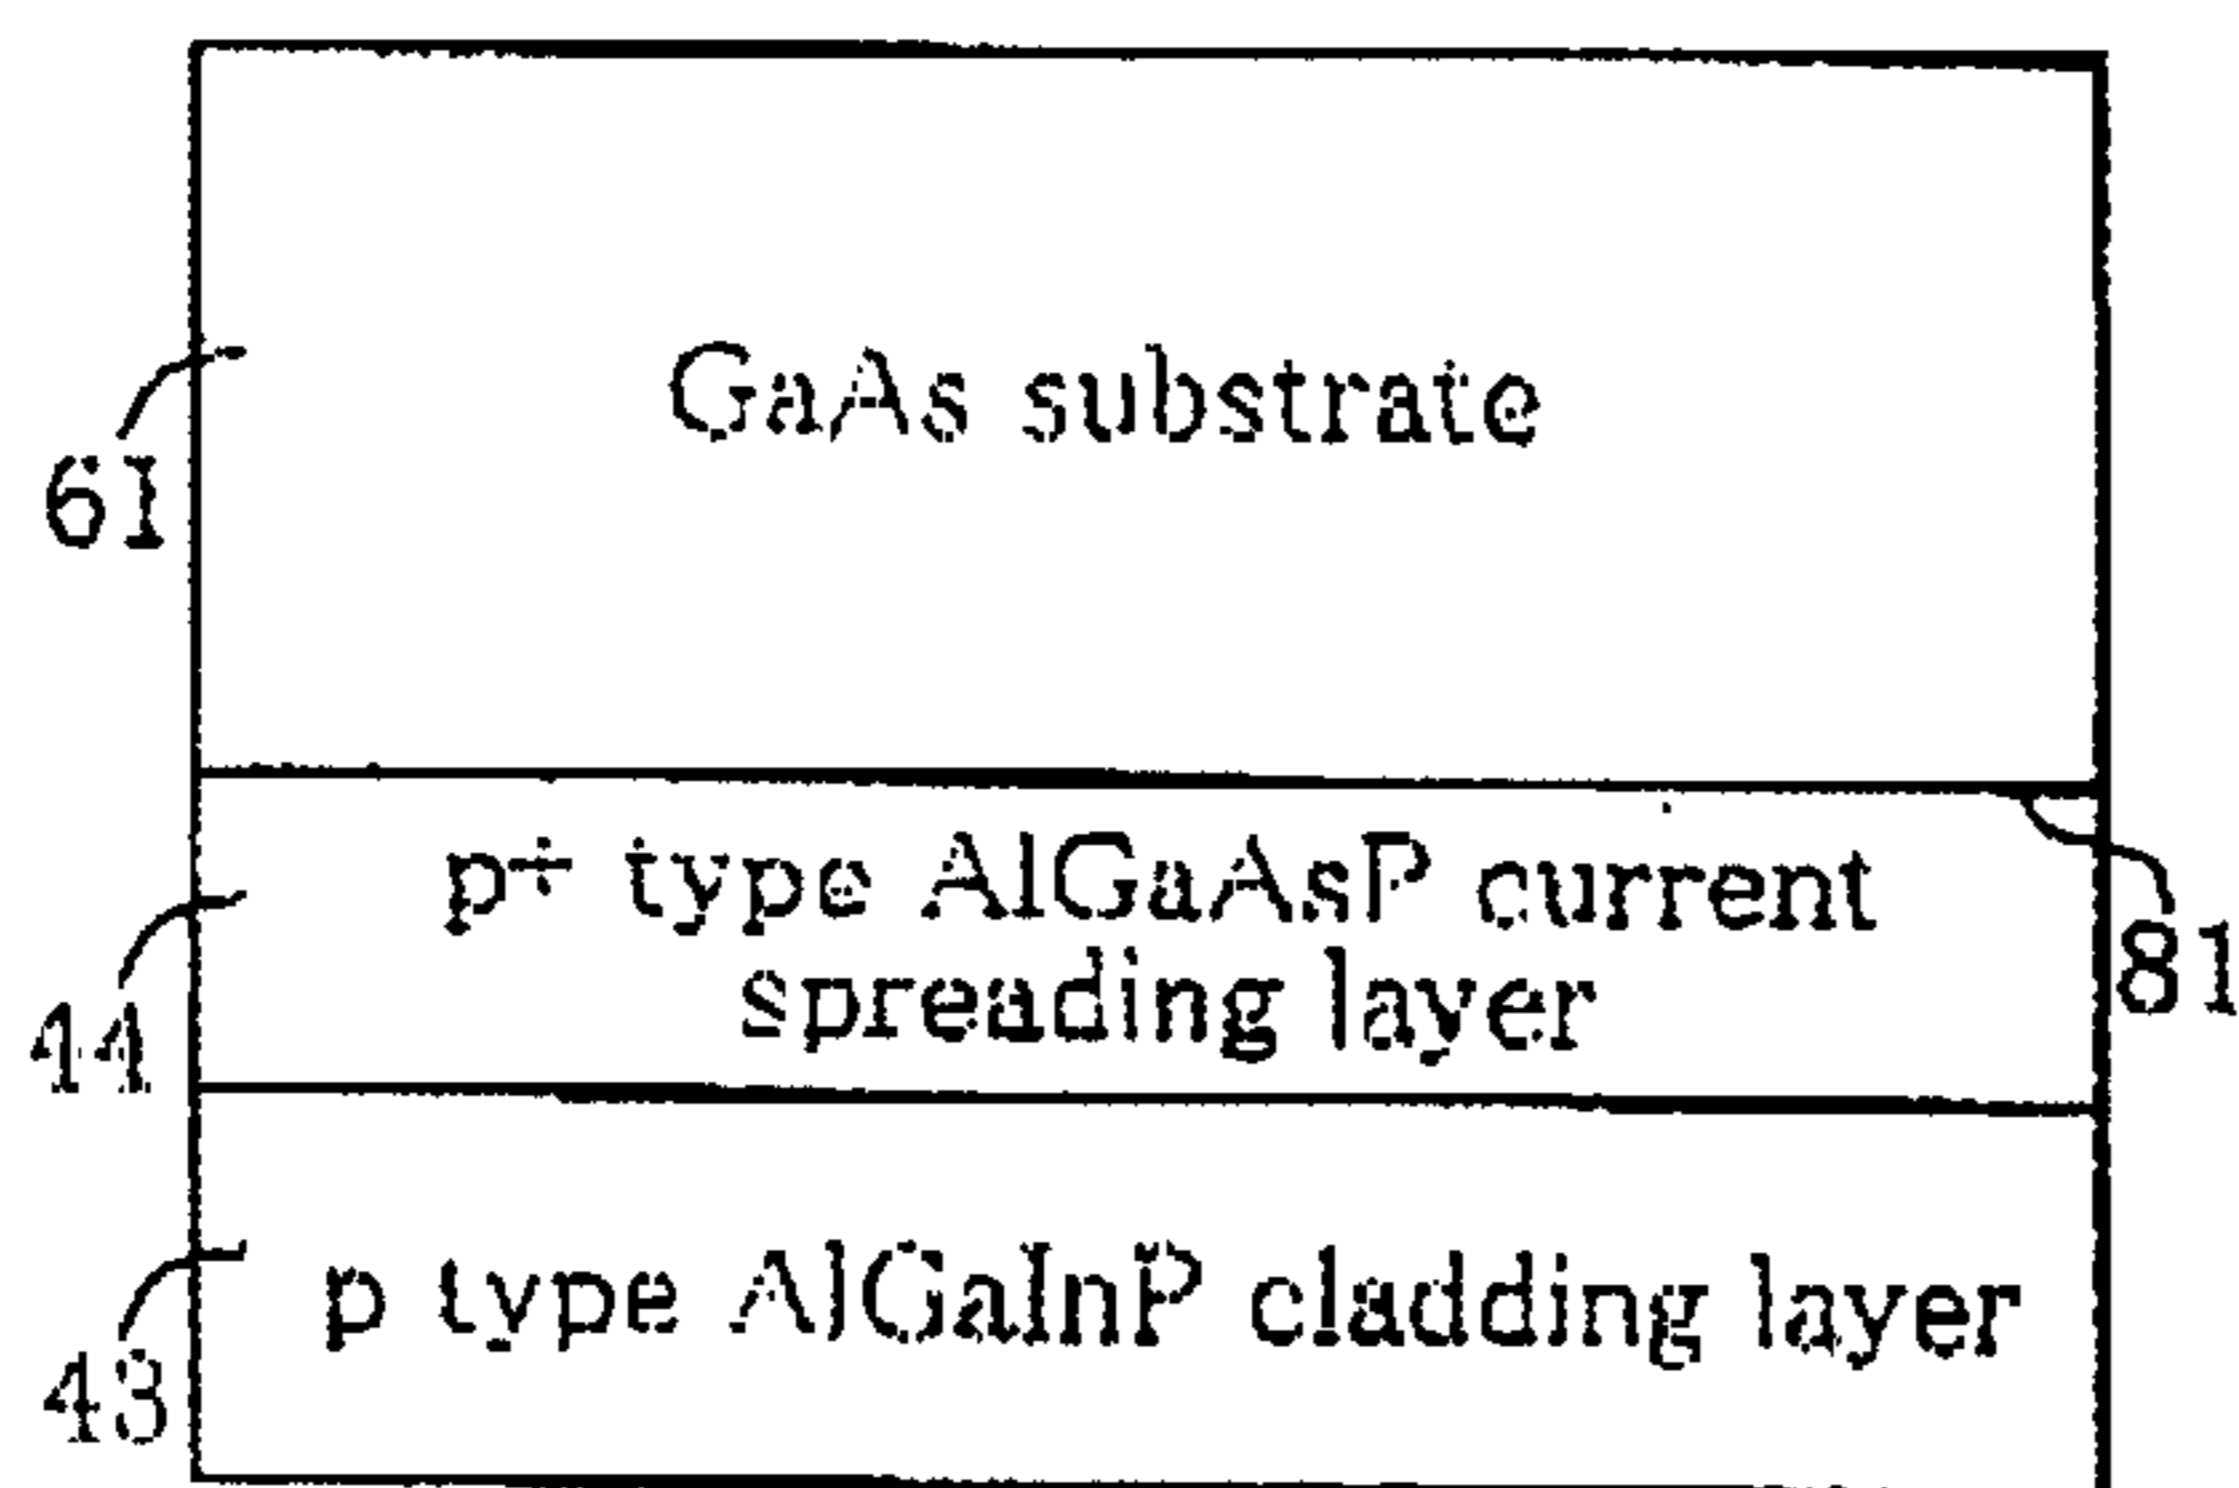 GaAs substrate
61
p+ type AlGaAsP current
spreading layer
44
81
p type AlGaInP cladding layer
43